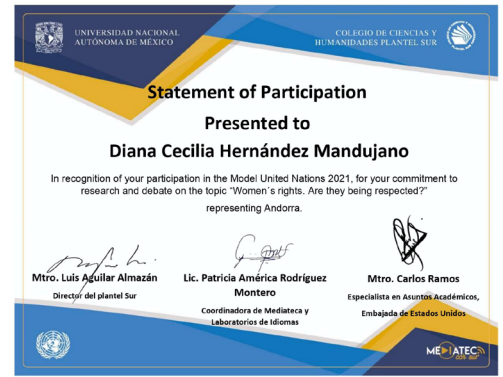 UNIVERSIDAD NACIONAL
AUTÓNOMA DE MÉXICO
COLEGIO DE CIENCIAS Y
HUMANIDADES PLANTEL SUR
Statement of Participation
Presented to
Diana Cecilia Hernández Mandujano
In recognition of your participation in the Model United Nations 2021, for your commitment to
research and debate on the topic “Women´s rights. Are they being respected?”
representing Andorra.
Mtro. Luis Aguilar Almazán
Director del plantel Sur
Lic. Patricia América Rodríguez
Montero
Coordinadora de Mediateca y
Laboratorios de Idiomas
Mtro. Carlos Ramos
Especialista en Asuntos Académicos,
Embajada de Estados Unidos
MEDIATECA
CCH SUR